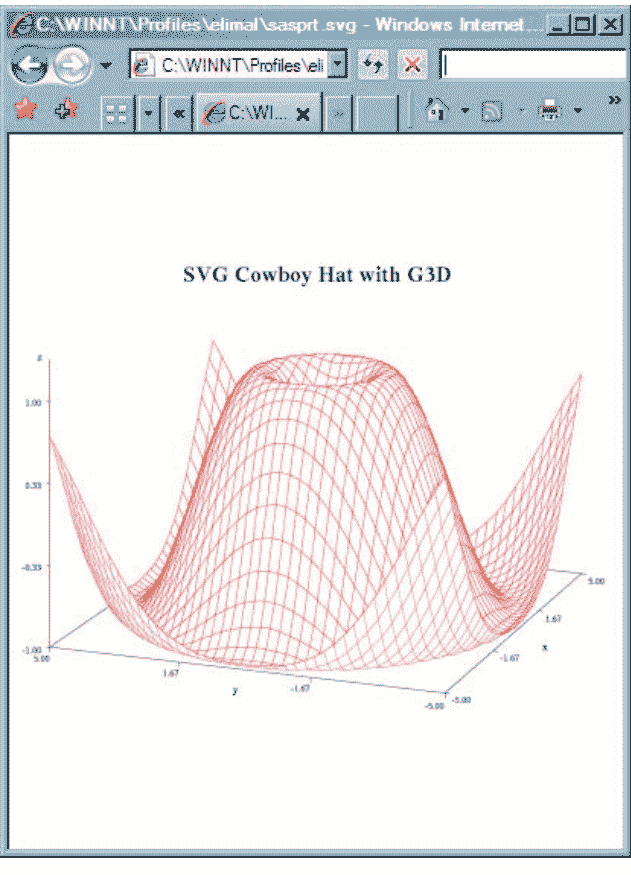 C:\WINNT\Profiles\elimal\sasprt.svg - Windows Internet ...
C:\WINNT\Profiles\eli
« C:\WI... x » »
SVG Cowboy Hat with G3D
z
1.00
0.33
-0.33
-1.00
5.00
1.67
y
-1.67
-5.00
-5.00
-1.67
x
1.67
5.00